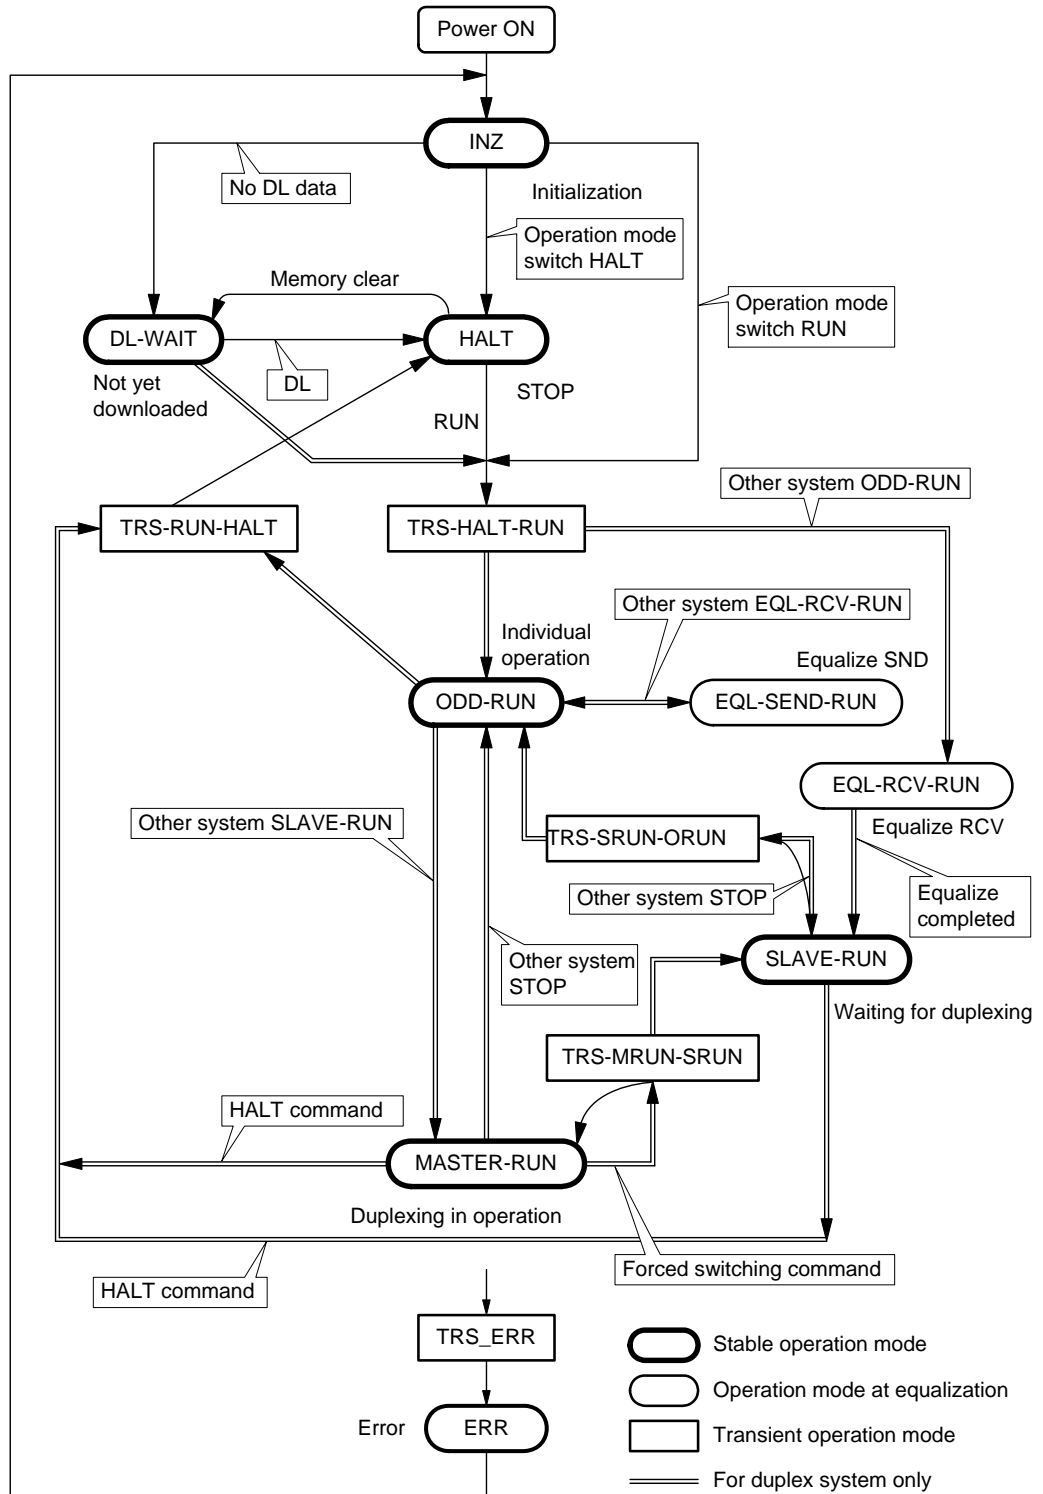 Power ON
INZ
No DL data
Initialization
Operation mode
switch HALT
Memory clear
Operation mode
switch RUN
DL-WAIT
HALT
DL
Not yet
downloaded
STOP
RUN
Other system ODD-RUN
TRS-RUN-HALT
TRS-HALT-RUN
Other system EQL-RCV-RUN
Individual
operation
Equalize SND
ODD-RUN
EQL-SEND-RUN
EQL-RCV-RUN
Other system SLAVE-RUN
Equalize RCV
TRS-SRUN-ORUN
Other system STOP
Equalize
completed
Other system
STOP
SLAVE-RUN
Waiting for duplexing
TRS-MRUN-SRUN
HALT command
MASTER-RUN
Duplexing in operation
Forced switching command
HALT command
TRS_ERR
Stable operation mode
Operation mode at equalization
Error
ERR
Transient operation mode
For duplex system only